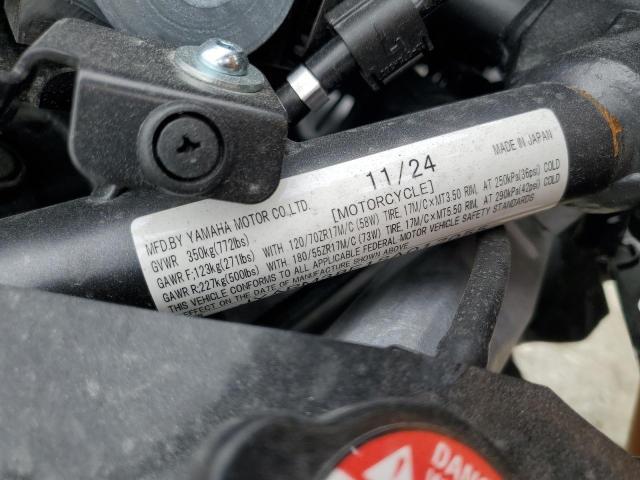 11/24
MADE IN JAPAN
MFD.BY YAMAHA MOTOR CO.,LTD. [MOTORCYCLE]
GVWR 350kg(772lbs)
GAWR F:123kg(271lbs) WITH 120/70ZR17M/C (58W) TIRE, 17M/C×MT3.50 RIM, AT 250kPa(36psi) COLD
GAWR R:227kg(500lbs) WITH 180/55ZR17M/C (73W) TIRE, 17M/C×MT5.50 RIM, AT 290kPa(42psi) COLD
THIS VEHICLE CONFORMS TO ALL APPLICABLE FEDERAL MOTOR VEHICLE SAFETY STANDARDS
EFFECT ON THE DATE OF MANUFACTURE SHOWN ABOVE.
DANG